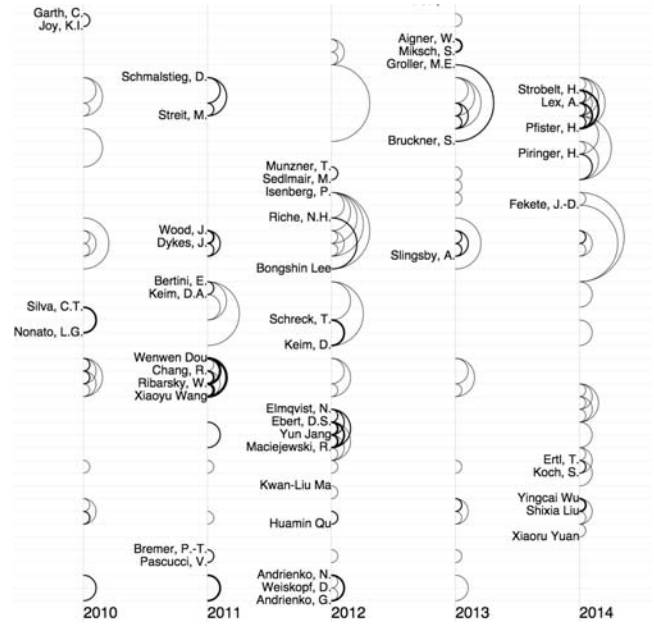 Garth, C.
Joy, K.I.
Aigner, W.
Miksch, S.
Groller, M.E.
Schmalstieg, D.
Strobelt, H.
Lex, A.
Streit, M.
Pfister, H.
Bruckner, S.
Piringer, H.
Munzner, T.
Sedlmair, M.
Isenberg, P.
Fekete, J.-D.
Riche, N.H.
Wood, J.
Dykes, J.
Slingsby, A.
Bongshin Lee
Bertini, E.
Keim, D.A.
Silva, C.T.
Schreck, T.
Nonato, L.G.
Keim, D.
Wenwen Dou
Chang, R.
Ribarsky, W.
Xiaoyu Wang
Elmqvist, N.
Ebert, D.S.
Yun Jang
Maciejewski, R.
Ertl, T.
Koch, S.
Kwan-Liu Ma
Yingcai Wu
Shixia Liu
Huamin Qu
Xiaoru Yuan
Bremer, P.-T.
Pascucci, V.
Andrienko, N.
Weiskopf, D.
Andrienko, G.
2010 2011 2012 2013 2014